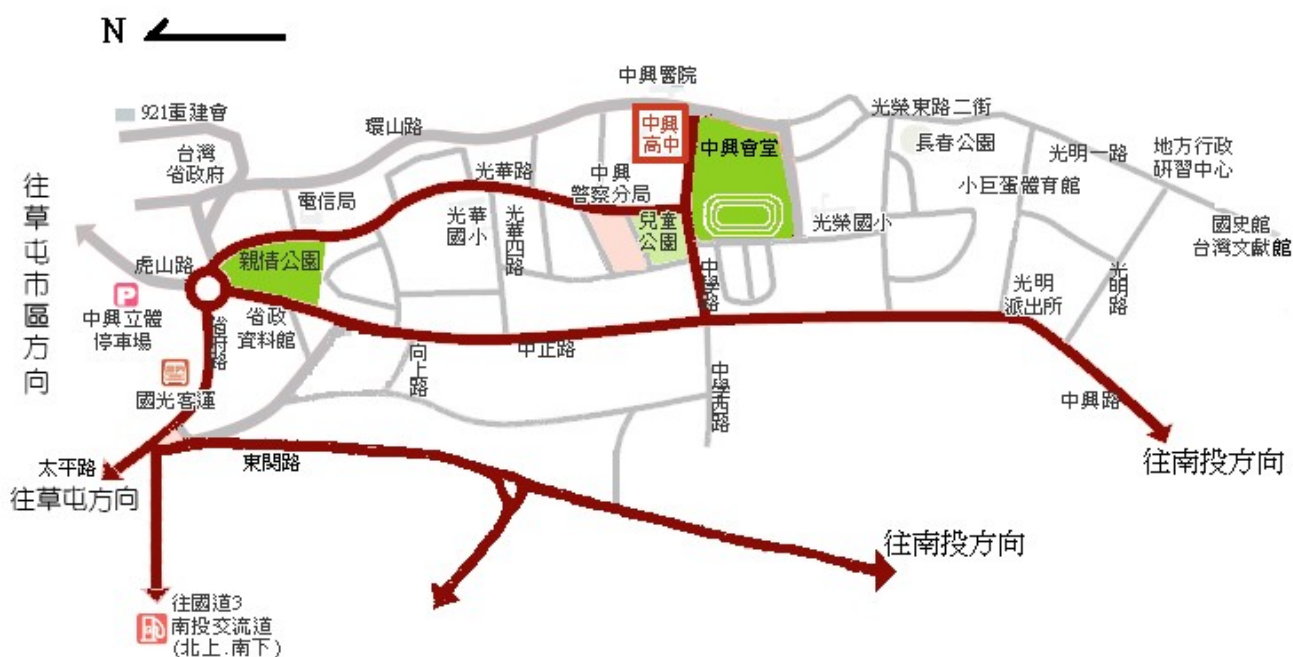 N
中興醫院
921重建會
環山路
中興
高中
光榮東路二街
中興會堂
長春公園
光明一路
地方行政
研習中心
台灣
省政府
光華路
中興
警察分局
小巨蛋體育館
往草屯市區方向
電信局
光華
國小
光華四路
兒童
公園
光榮國小
國史館
台灣文獻館
虎山路
親情公園
中學路
光明
派出所
光明路
中興立體
停車場
P
省府路
省政
資料館
中正路
向上路
中學西路
國光客運
中興路
太平路
往草屯方向
東閔路
往南投方向
往南投方向
往國道3
南投交流道
(北上.南下)